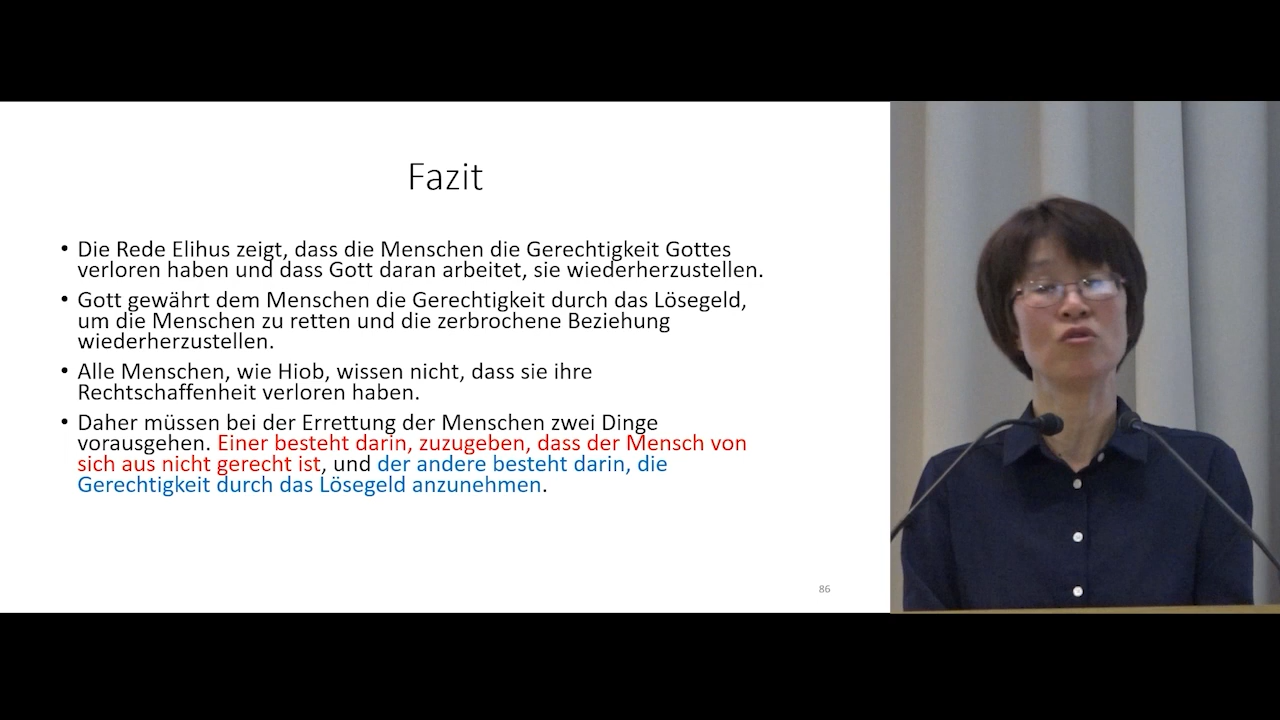 Fazit
• Die Rede Elihus zeigt, dass die Menschen die Gerechtigkeit Gottes
verloren haben und dass Gott daran arbeitet, sie wiederherzustellen.
• Gott gewährt dem Menschen die Gerechtigkeit durch das Lösegeld,
um die Menschen zu retten und die zerbrochene Beziehung
wiederherzustellen.
• Alle Menschen, wie Hiob, wissen nicht, dass sie ihre
Rechtschaffenheit verloren haben.
• Daher müssen bei der Errettung der Menschen zwei Dinge
vorausgehen. Einer besteht darin, zuzugeben, dass der Mensch von
sich aus nicht gerecht ist, und der andere besteht darin, die
Gerechtigkeit durch das Lösegeld anzunehmen.
86